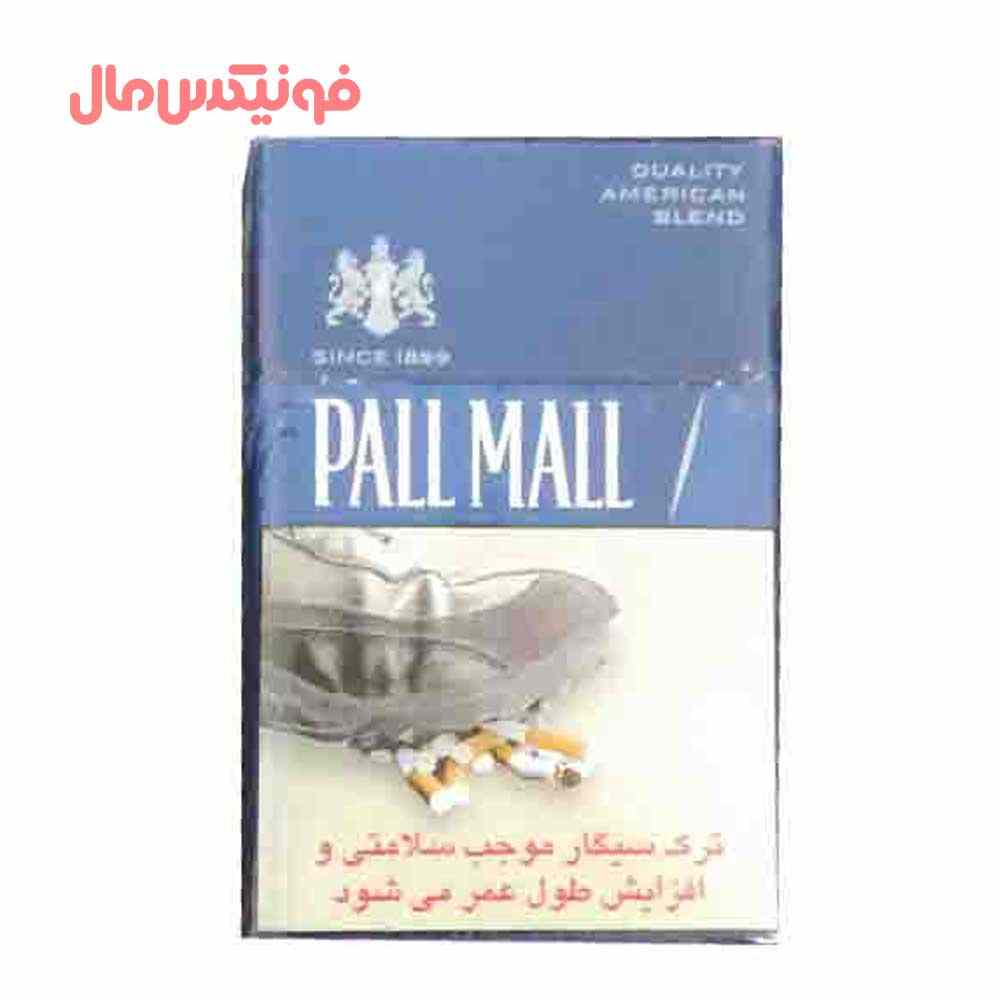 فونیکس‌مال
QUALITY
AMERICAN
BLEND
SINCE 1899
PALL MALL
ترک سیگار موجب سلامتی و
افزایش طول عمر می شود